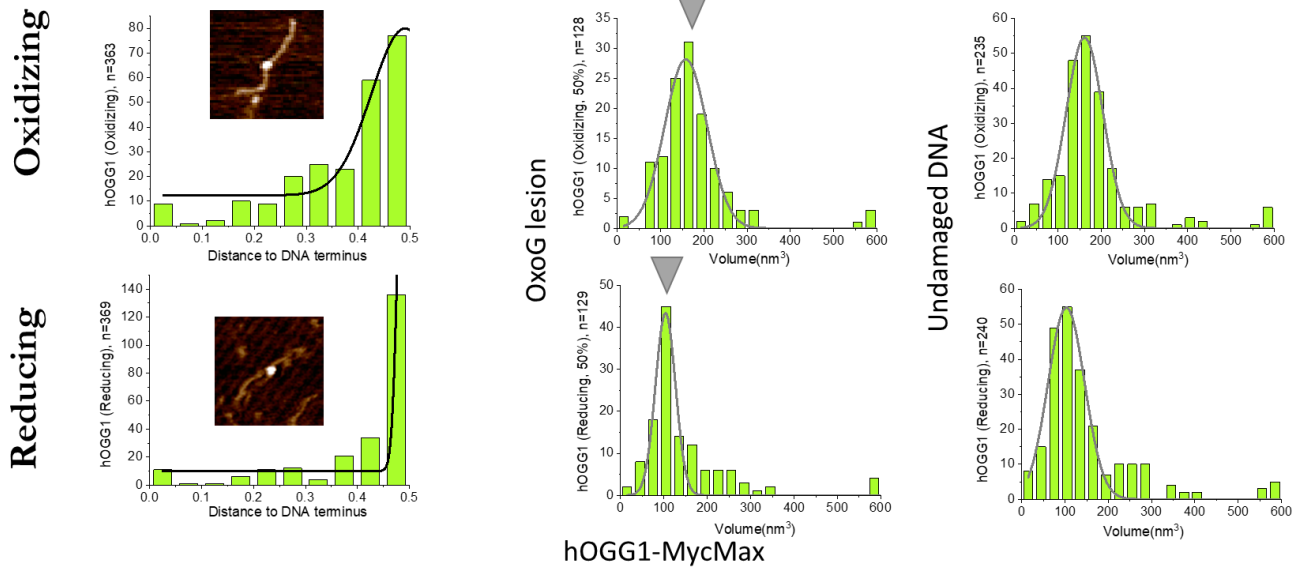 Oxidizing
hOGG1 (Oxidizing), n=363
80
70
60
50
40
30
20
10
0
0.0 0.1 0.2 0.3 0.4 0.5
Distance to DNA terminus
OxoG lesion
hOGG1 (Oxidizing, 50%), n=128
35
30
25
20
15
10
5
0
0 100 200 300 400 500 600
Volume(nm³)
Undamaged DNA
hOGG1 (Oxidizing), n=235
60
50
40
30
20
10
0
0 100 200 300 400 500 600
Volume(nm³)
Reducing
hOGG1 (Reducing), n=369
140
120
100
80
60
40
20
0
0.0 0.1 0.2 0.3 0.4 0.5
Distance to DNA terminus
hOGG1 (Reducing, 50%), n=129
50
40
30
20
10
0
0 100 200 300 400 500 600
Volume(nm³)
hOGG1 (Reducing), n=240
60
50
40
30
20
10
0
0 100 200 300 400 500 600
Volume(nm³)
hOGG1-MycMax